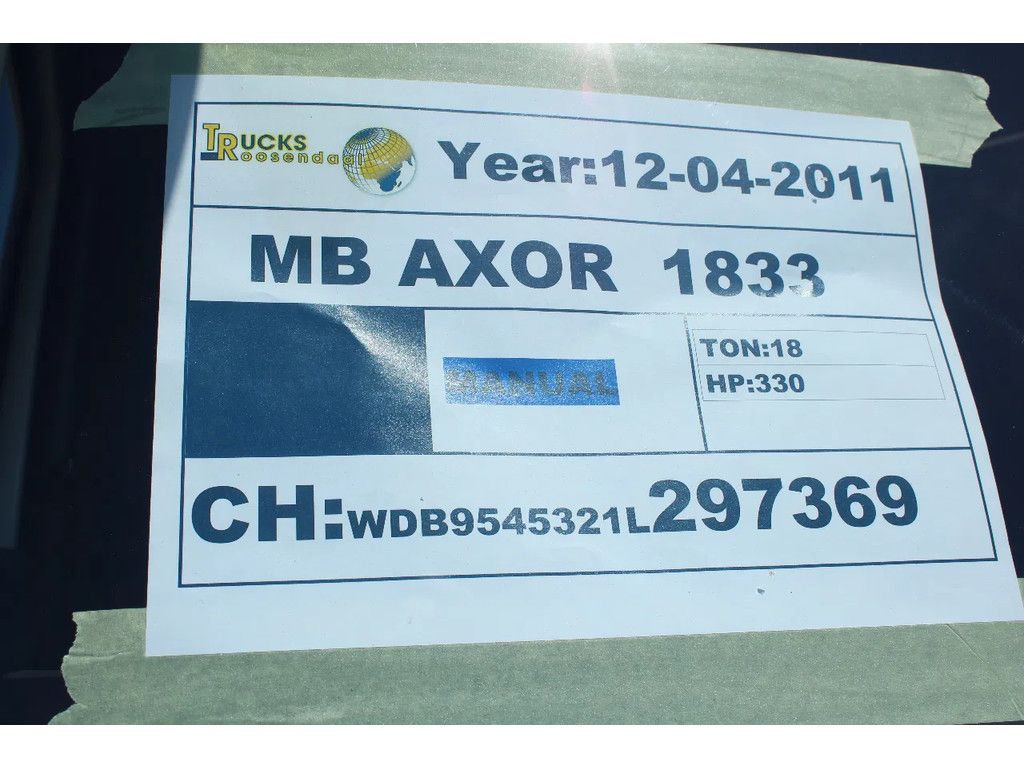 TRUCKS
Roosendaal
Year:12-04-2011
MB AXOR 1833
MANUAL
TON:18
HP:330
CH:WDB9545321L297369